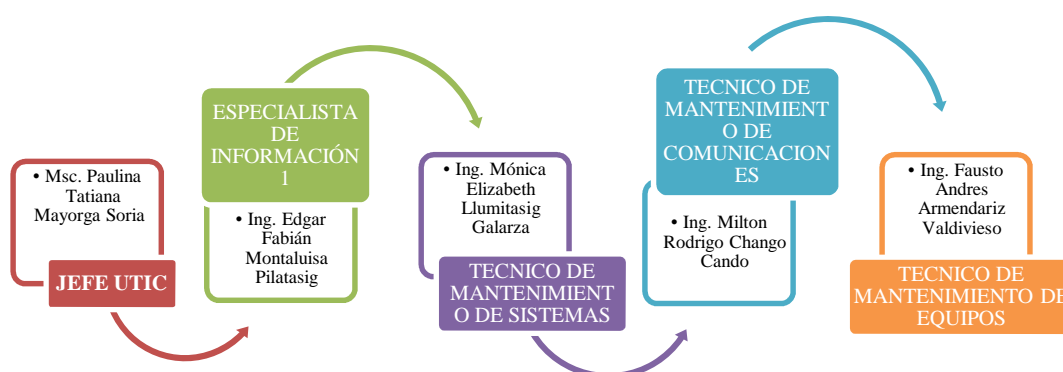 • Msc. Paulina
Tatiana
Mayorga Soria
JEFE UTIC
ESPECIALISTA
DE
INFORMACIÓN
1
• Ing. Edgar
Fabián
Montaluisa
Pilatasig
• Ing. Mónica
Elizabeth
Llumitasig
Galarza
TECNICO DE
MANTENIMIENT
O DE SISTEMAS
TECNICO DE
MANTENIMIENT
O DE
COMUNICACION
ES
• Ing. Milton
Rodrigo Chango
Cando
• Ing. Fausto
Andres
Armendariz
Valdivieso
TECNICO DE
MANTENIMIENTO DE
EQUIPOS